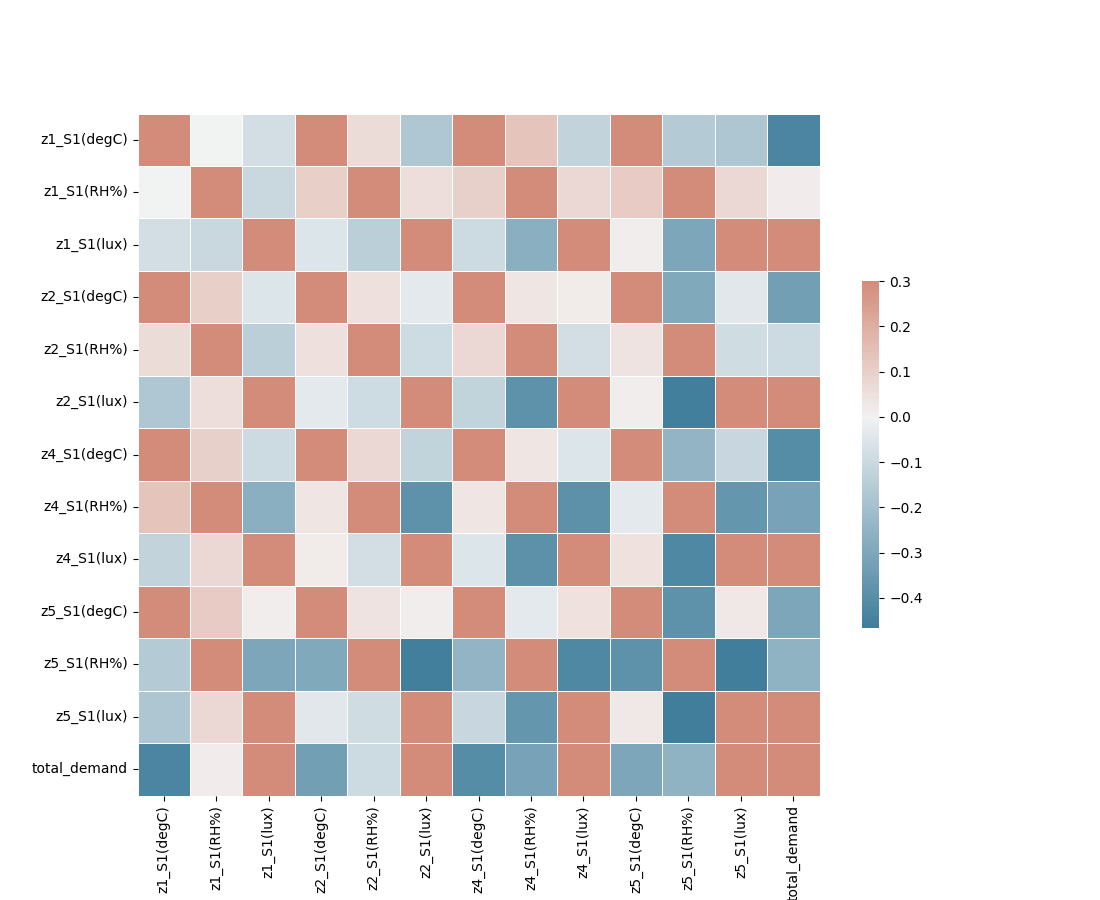 z1_S1(degC)
z1_S1(RH%)
z1_S1(lux)
z2_S1(degC)
z2_S1(RH%)
z2_S1(lux)
z4_S1(degC)
z4_S1(RH%)
z4_S1(lux)
z5_S1(degC)
z5_S1(RH%)
z5_S1(lux)
total_demand
z1_S1(degC)
z1_S1(RH%)
z1_S1(lux)
z2_S1(degC)
z2_S1(RH%)
z2_S1(lux)
z4_S1(degC)
z4_S1(RH%)
z4_S1(lux)
z5_S1(degC)
z5_S1(RH%)
z5_S1(lux)
total_demand
0.3
0.2
0.1
0.0
−0.1
−0.2
−0.3
−0.4